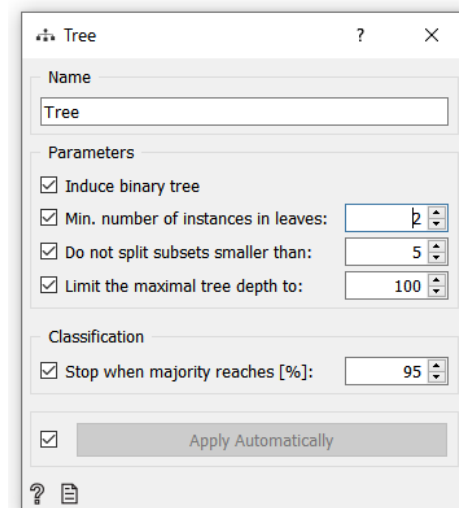 Tree
?
Name
Tree
Parameters
Induce binary tree
Min. number of instances in leaves: 2
Do not split subsets smaller than: 5
Limit the maximal tree depth to: 100
Classification
Stop when majority reaches [%]: 95
Apply Automatically
?